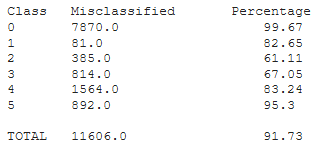 Class Misclassified Percentage
0 7870.0 99.67
1 81.0 82.65
2 385.0 61.11
3 814.0 67.05
4 1564.0 83.24
5 892.0 95.3
TOTAL 11606.0 91.73